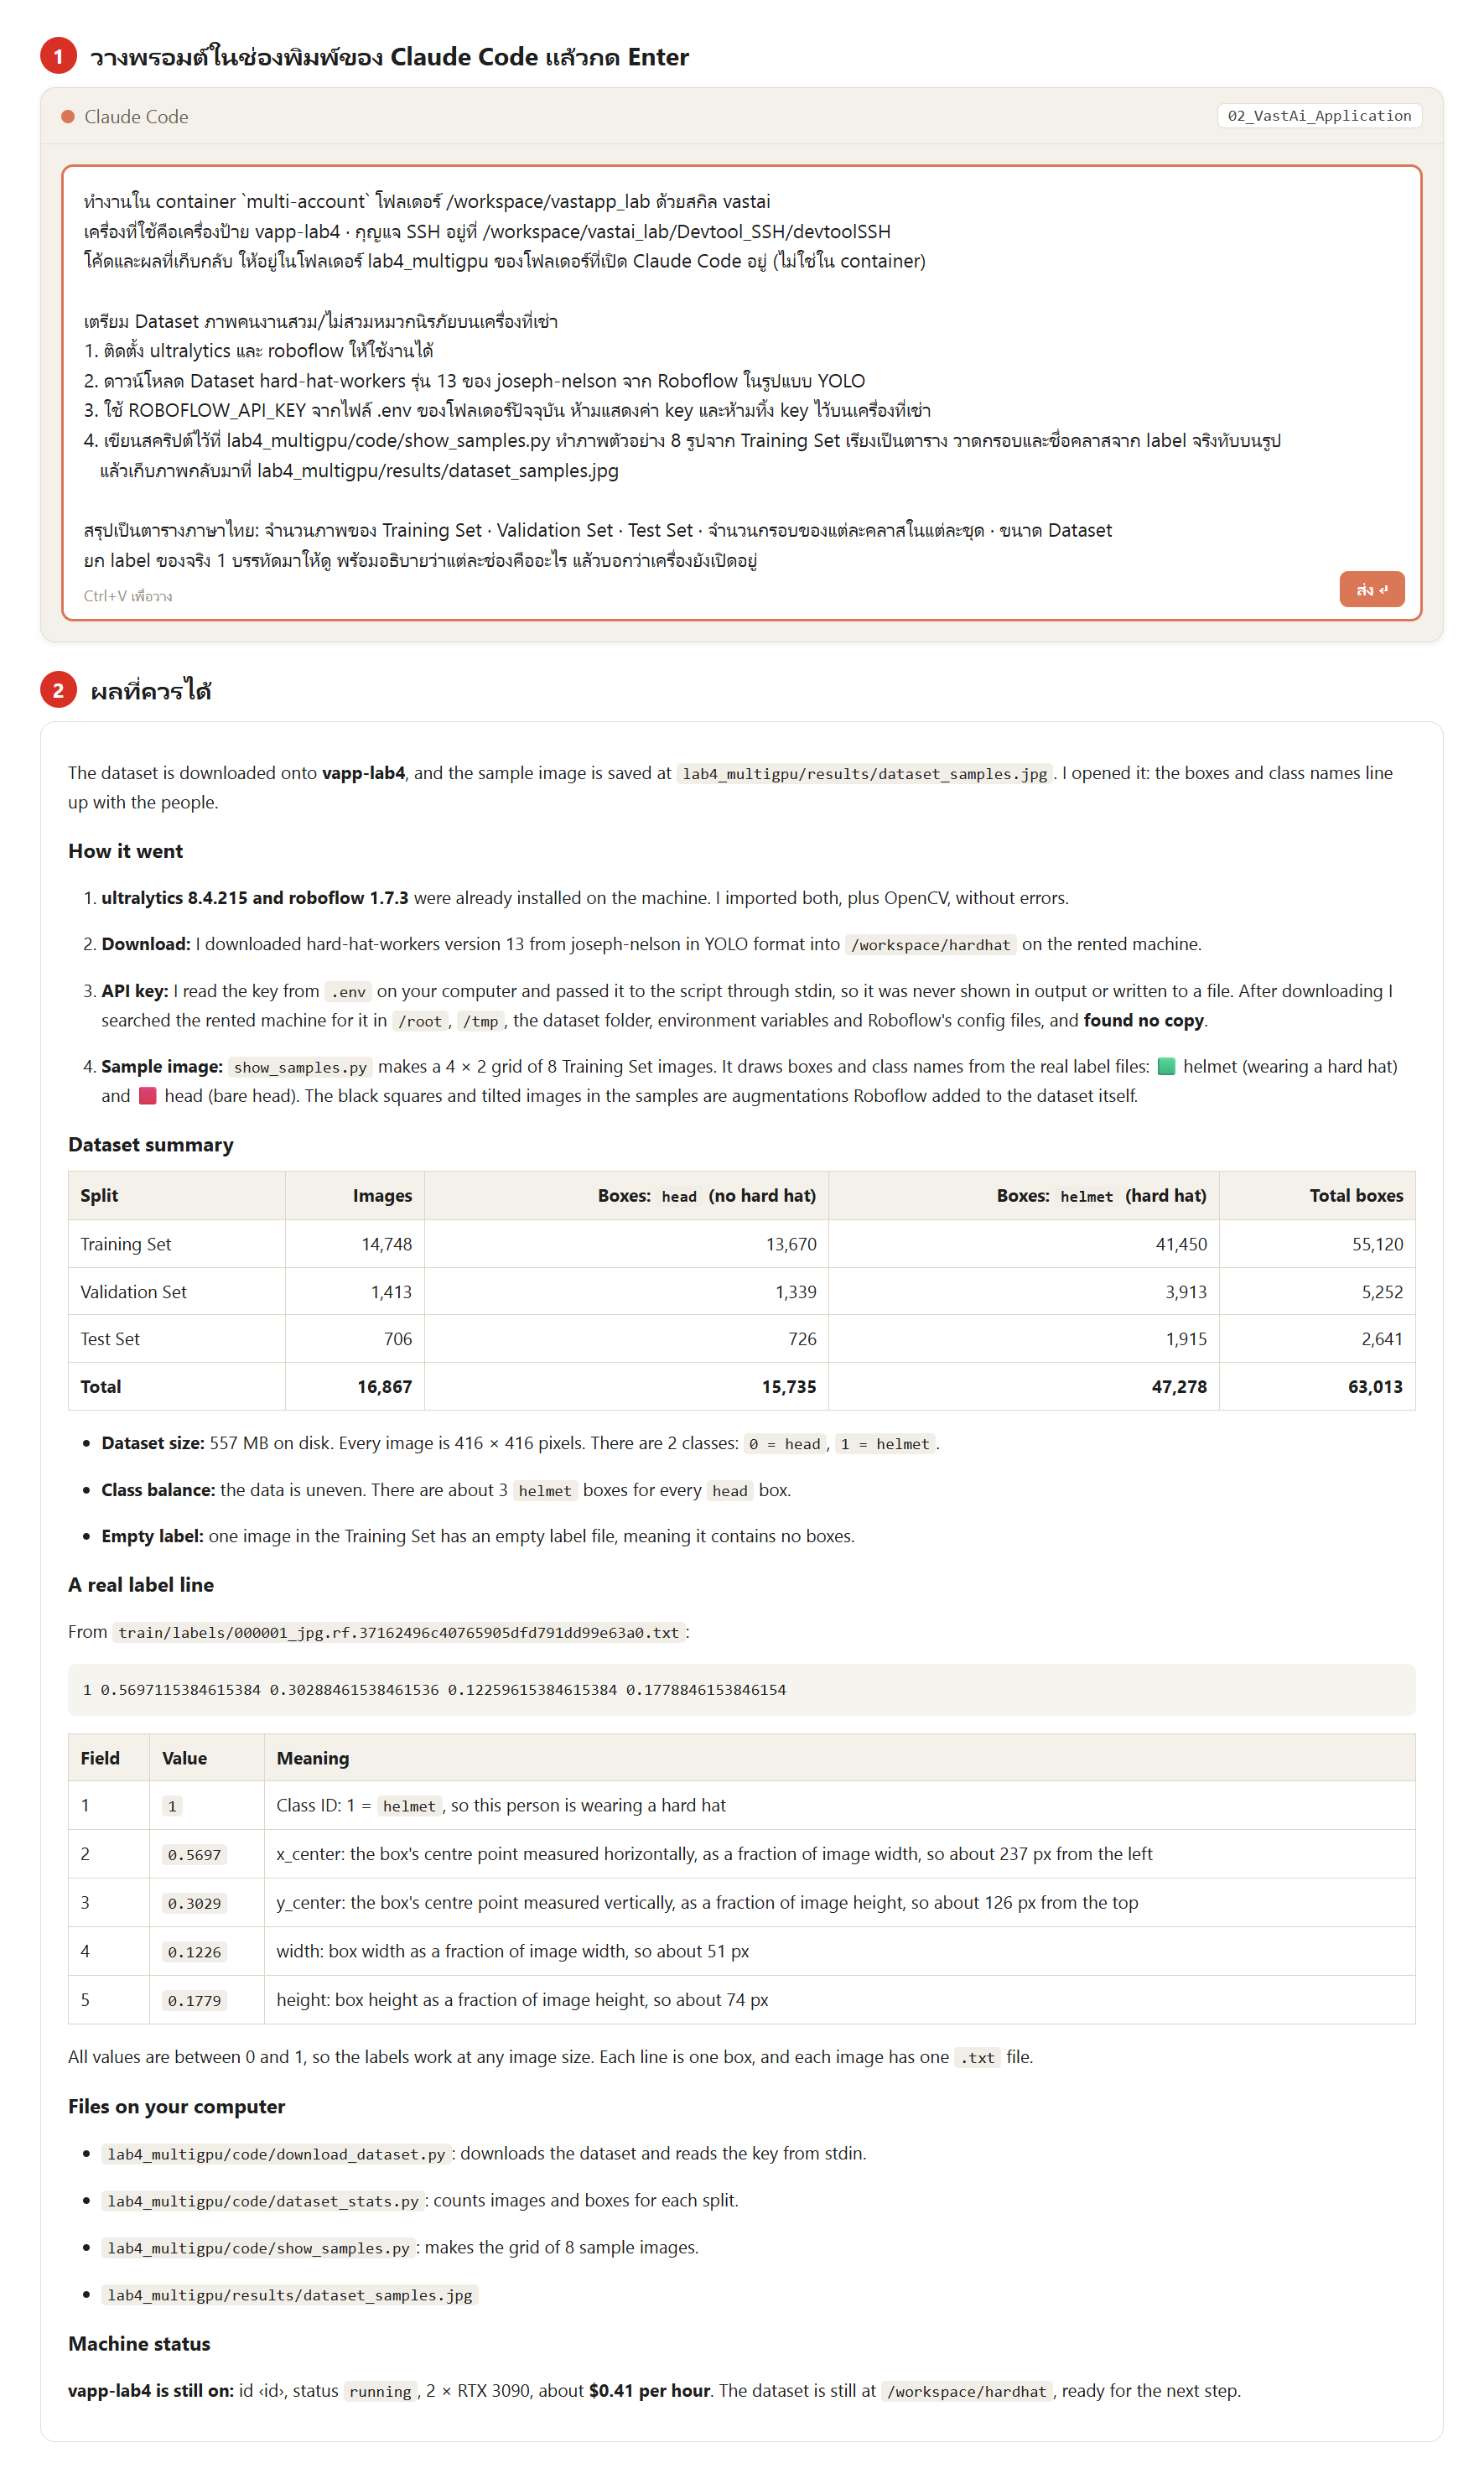 1 วางพรอมต์ในช่องพิมพ์ของ Claude Code แล้วกด Enter
Claude Code
02_VastAi_Application
ทำงานใน container `multi-account` โฟลเดอร์ /workspace/vastapp_lab ด้วยสกิล vastai
เครื่องที่ใช้คือเครื่องป้าย vapp-lab4 · กุญแจ SSH อยู่ที่ /workspace/vastai_lab/Devtool_SSH/devtoolSSH
โค้ดและผลที่เก็บกลับ ให้อยู่ในโฟลเดอร์ lab4_multigpu ของโฟลเดอร์ที่เปิด Claude Code อยู่ (ไม่ใช่ใน container)
เตรียม Dataset ภาพคนงานสวม/ไม่สวมหมวกนิรภัยบนเครื่องที่เช่า
1. ติดตั้ง ultralytics และ roboflow ให้ใช้งานได้
2. ดาวน์โหลด Dataset hard-hat-workers รุ่น 13 ของ joseph-nelson จาก Roboflow ในรูปแบบ YOLO
3. ใช้ ROBOFLOW_API_KEY จากไฟล์ .env ของโฟลเดอร์ปัจจุบัน ห้ามแสดงค่า key และห้ามทิ้ง key ไว้บนเครื่องที่เช่า
4. เขียนสคริปต์ไว้ที่ lab4_multigpu/code/show_samples.py ทำภาพตัวอย่าง 8 รูปจาก Training Set เรียงเป็นตาราง วาดกรอบและชื่อคลาสจาก label จริงทับบนรูป
แล้วเก็บภาพกลับมาที่ lab4_multigpu/results/dataset_samples.jpg
สรุปเป็นตารางภาษาไทย: จำนวนภาพของ Training Set · Validation Set · Test Set · จำนวนกรอบของแต่ละคลาสในแต่ละชุด · ขนาด Dataset
ยก label ของจริง 1 บรรทัดมาให้ดู พร้อมอธิบายว่าแต่ละช่องคืออะไร แล้วบอกว่าเครื่องยังเปิดอยู่
Ctrl+V เพื่อวาง
ส่ง ↵
2 ผลที่ควรได้
The dataset is downloaded onto vapp-lab4, and the sample image is saved at lab4_multigpu/results/dataset_samples.jpg. I opened it: the boxes and class names line
up with the people.
How it went
1. ultralytics 8.4.215 and roboflow 1.7.3 were already installed on the machine. I imported both, plus OpenCV, without errors.
2. Download: I downloaded hard-hat-workers version 13 from joseph-nelson in YOLO format into /workspace/hardhat on the rented machine.
3. API key: I read the key from .env on your computer and passed it to the script through stdin, so it was never shown in output or written to a file. After downloading I
searched the rented machine for it in /root, /tmp, the dataset folder, environment variables and Roboflow's config files, and found no copy.
4. Sample image: show_samples.py makes a 4 × 2 grid of 8 Training Set images. It draws boxes and class names from the real label files: 🟩 helmet (wearing a hard hat)
and 🟥 head (bare head). The black squares and tilted images in the samples are augmentations Roboflow added to the dataset itself.
Dataset summary
Split Images Boxes: head (no hard hat) Boxes: helmet (hard hat) Total boxes
Training Set 14,748 13,670 41,450 55,120
Validation Set 1,413 1,339 3,913 5,252
Test Set 706 726 1,915 2,641
Total 16,867 15,735 47,278 63,013
• Dataset size: 557 MB on disk. Every image is 416 × 416 pixels. There are 2 classes: 0 = head, 1 = helmet.
• Class balance: the data is uneven. There are about 3 helmet boxes for every head box.
• Empty label: one image in the Training Set has an empty label file, meaning it contains no boxes.
A real label line
From train/labels/000001_jpg.rf.37162496c40765905dfd791dd99e63a0.txt:
1 0.5697115384615384 0.30288461538461536 0.12259615384615384 0.1778846153846154
Field Value Meaning
1 1 Class ID: 1 = helmet, so this person is wearing a hard hat
2 0.5697 x_center: the box's centre point measured horizontally, as a fraction of image width, so about 237 px from the left
3 0.3029 y_center: the box's centre point measured vertically, as a fraction of image height, so about 126 px from the top
4 0.1226 width: box width as a fraction of image width, so about 51 px
5 0.1779 height: box height as a fraction of image height, so about 74 px
All values are between 0 and 1, so the labels work at any image size. Each line is one box, and each image has one .txt file.
Files on your computer
• lab4_multigpu/code/download_dataset.py: downloads the dataset and reads the key from stdin.
• lab4_multigpu/code/dataset_stats.py: counts images and boxes for each split.
• lab4_multigpu/code/show_samples.py: makes the grid of 8 sample images.
• lab4_multigpu/results/dataset_samples.jpg
Machine status
vapp-lab4 is still on: id ‹id›, status running, 2 × RTX 3090, about $0.41 per hour. The dataset is still at /workspace/hardhat, ready for the next step.